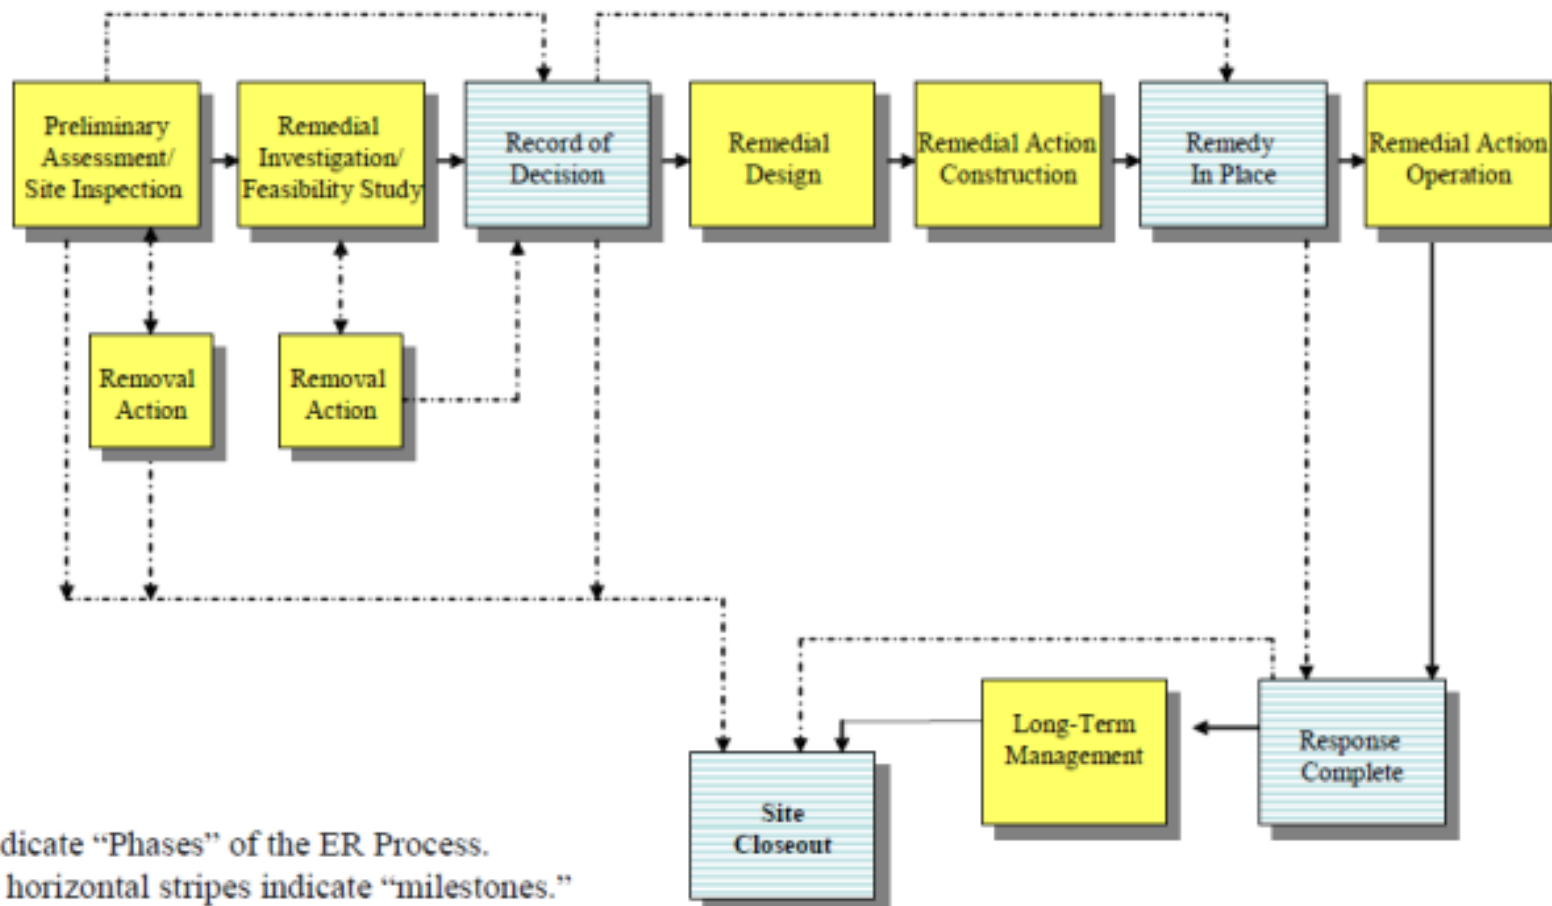 Preliminary
Assessment/
Site Inspection
Remedial
Investigation/
Feasibility Study
Record of
Decision
Remedial
Design
Remedial Action
Construction
Remedy
In Place
Remedial Action
Operation
Removal
Action
Removal
Action
Long-Term
Management
Response
Complete
Site
Closeout
dicate “Phases” of the ER Process.
horizontal stripes indicate “milestones.”